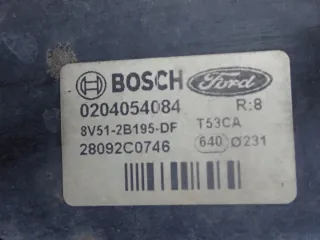 BOSCH Ford
0204054084 R:8
8V51-2B195-DF T53CA
28092C0746 640 Ø231